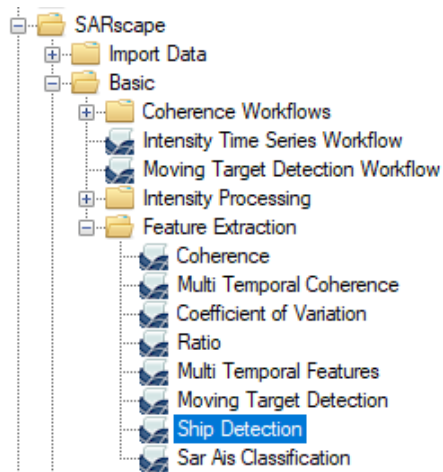 SARscape
Import Data
Basic
Coherence Workflows
Intensity Time Series Workflow
Moving Target Detection Workflow
Intensity Processing
Feature Extraction
Coherence
Multi Temporal Coherence
Coefficient of Variation
Ratio
Multi Temporal Features
Moving Target Detection
Ship Detection
Sar Ais Classification